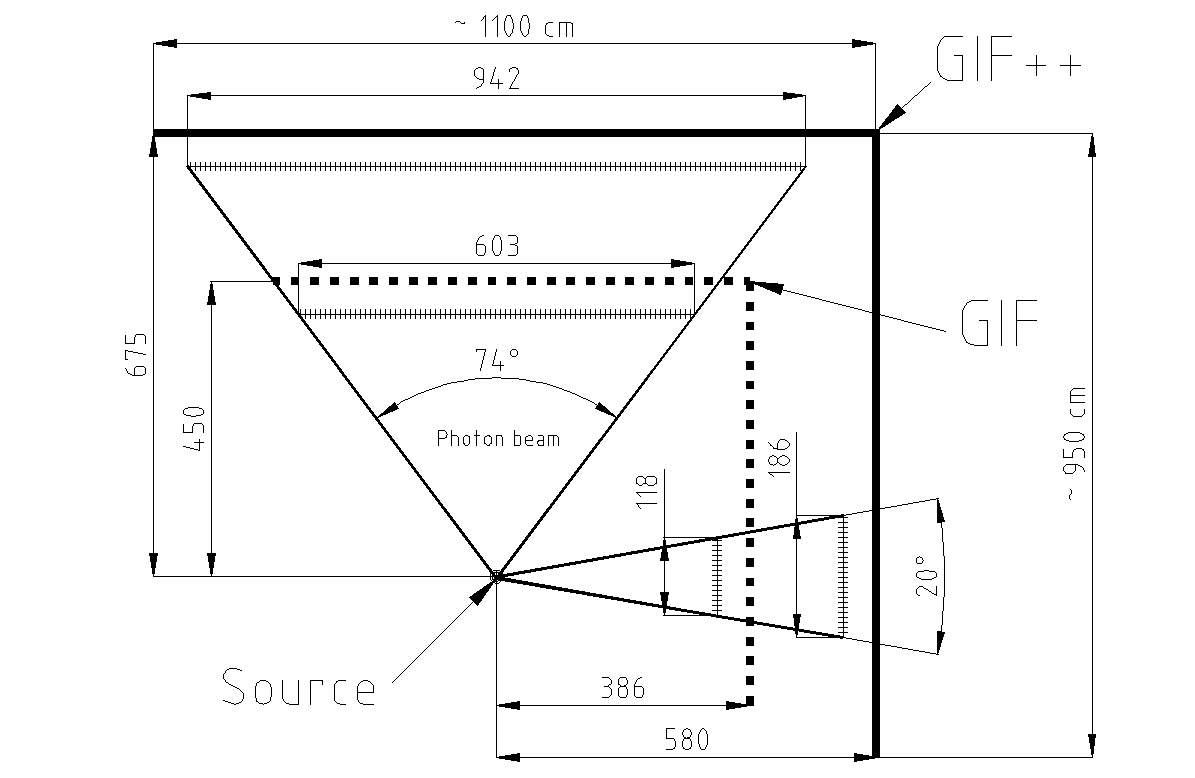 ~ 1100 cm
GIF++
942
603
GIF
675
74°
450
Photon beam
~ 950 cm
186
118
20°
Source
386
580